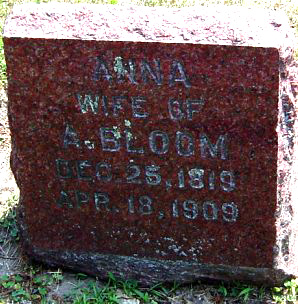 ANNA
WIFE OF
A. BLOOM
DEC. 25, 1819
APR. 18, 1909